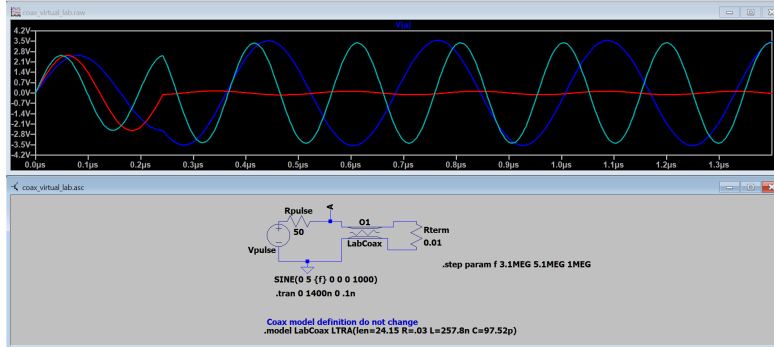 coax_virtual_lab.raw
V(a)
4.2V
3.5V
2.8V
2.1V
1.4V
0.7V
0.0V
-0.7V
-1.4V
-2.1V
-2.8V
-3.5V
-4.2V
0.0µs 0.1µs 0.2µs 0.3µs 0.4µs 0.5µs 0.6µs 0.7µs 0.8µs 0.9µs 1.0µs 1.1µs 1.2µs 1.3µs
coax_virtual_lab.asc
A
Rpulse
O1
50
Rterm
Vpulse
LabCoax
0.01
.step param f 3.1MEG 5.1MEG 1MEG
SINE(0 5 {f} 0 0 0 1000)
.tran 0 1400n 0 .1n
Coax model definition do not change
.model LabCoax LTRA(len=24.15 R=.03 L=257.8n C=97.52p)